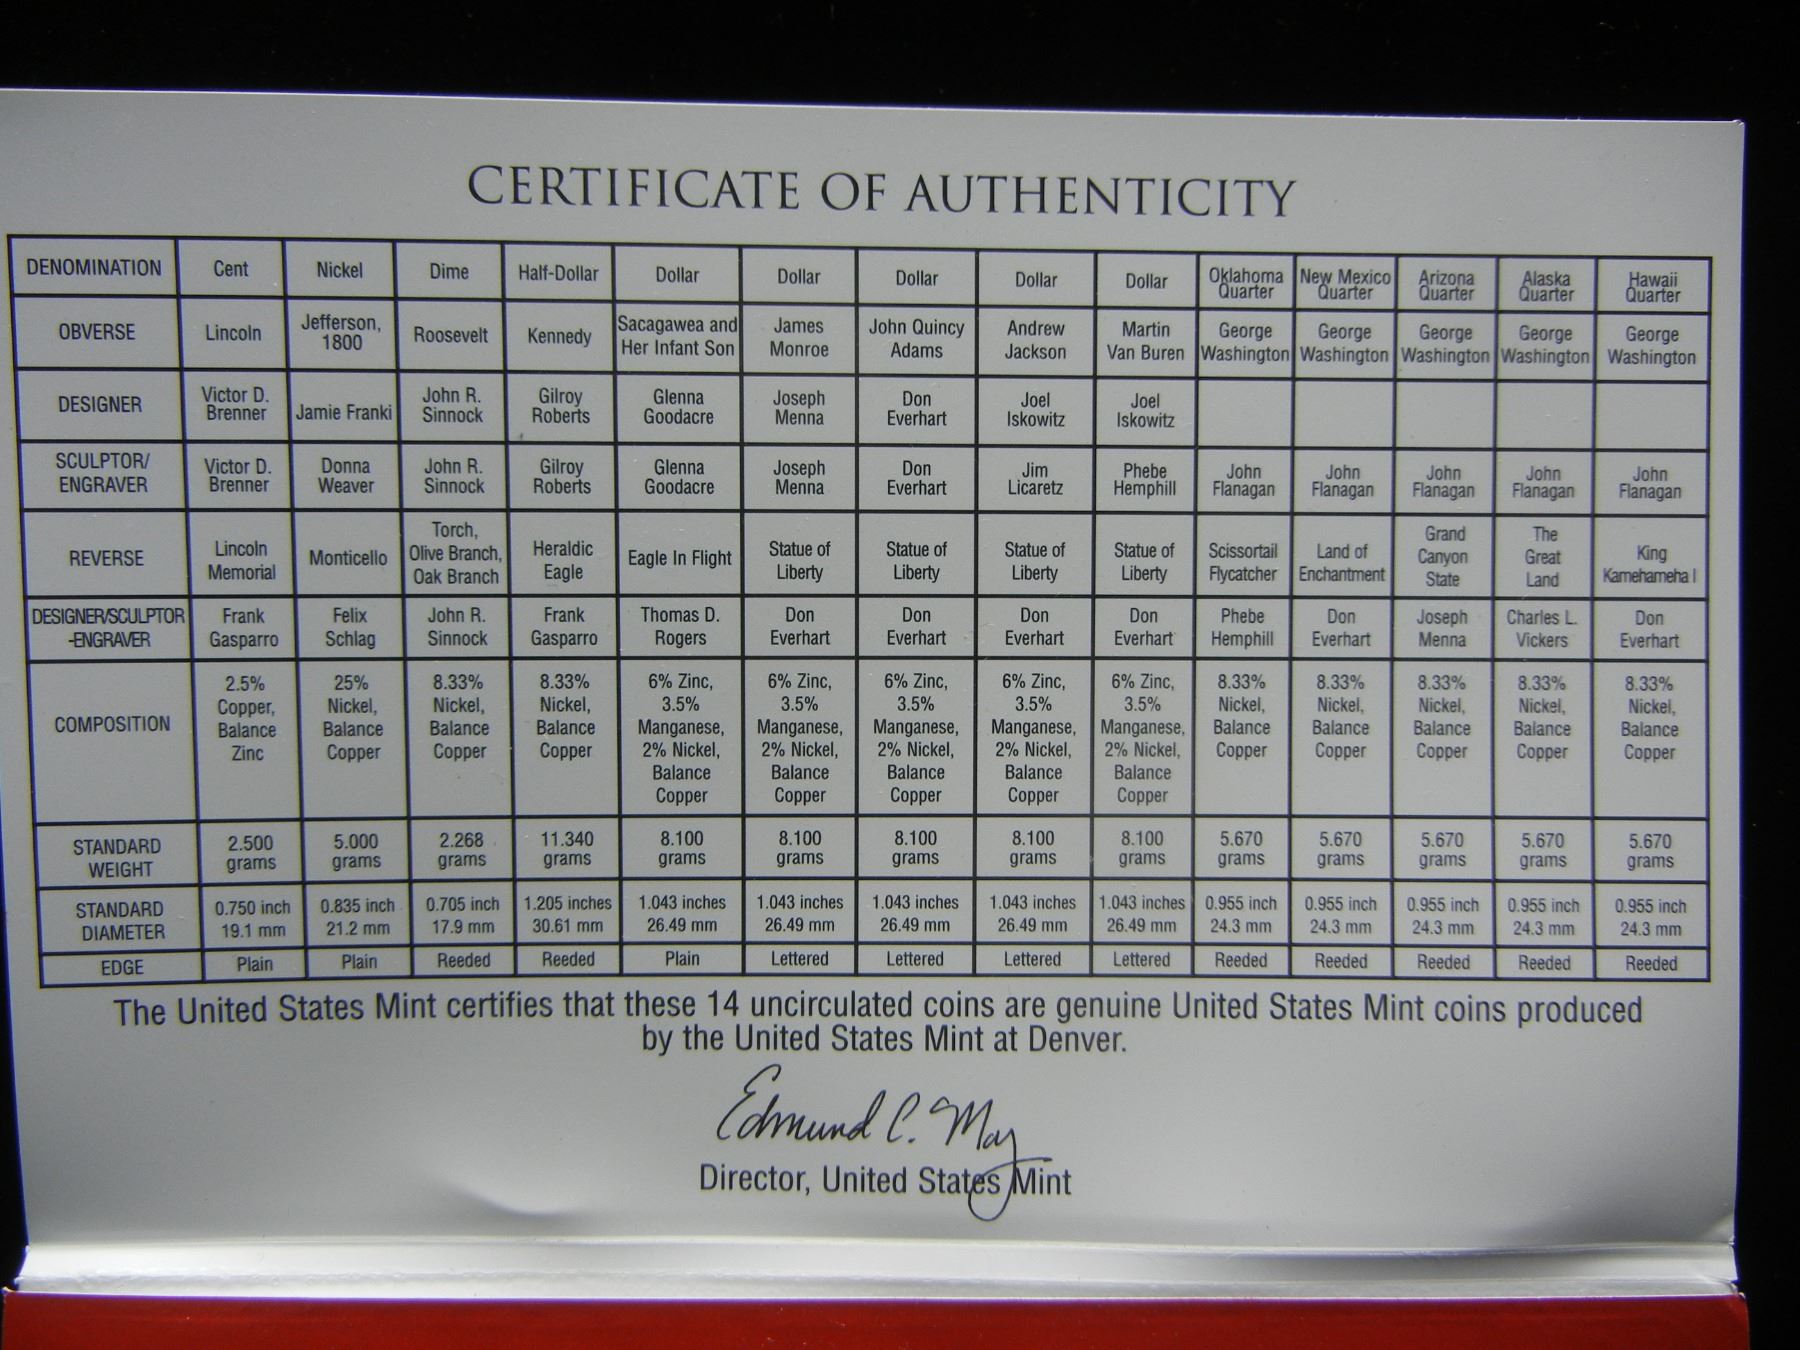 CERTIFICATE OF AUTHENTICITY
DENOMINATION Cent Nickel Dime Half-Dollar Dollar Dollar Dollar Dollar Dollar Oklahoma Quarter New Mexico Quarter Arizona Quarter Alaska Quarter Hawaii Quarter
OBVERSE Lincoln Jefferson, 1800 Roosevelt Kennedy Sacagawea and Her Infant Son James Monroe John Quincy Adams Andrew Jackson Martin Van Buren George Washington George Washington George Washington George Washington George Washington
DESIGNER Victor D. Brenner Jamie Franki John R. Sinnock Gilroy Roberts Glenna Goodacre Joseph Menna Don Everhart Joel Iskowitz Joel Iskowitz
SCULPTOR/ENGRAVER Victor D. Brenner Donna Weaver John R. Sinnock Gilroy Roberts Glenna Goodacre Joseph Menna Don Everhart Jim Licaretz Phebe Hemphill John Flanagan John Flanagan John Flanagan John Flanagan John Flanagan
REVERSE Lincoln Memorial Monticello Torch, Olive Branch, Oak Branch Heraldic Eagle Eagle In Flight Statue of Liberty Statue of Liberty Statue of Liberty Statue of Liberty Scissortail Flycatcher Land of Enchantment Grand Canyon State The Great Land King Kamehameha I
DESIGNER/SCULPTOR-ENGRAVER Frank Gasparro Felix Schlag John R. Sinnock Frank Gasparro Thomas D. Rogers Don Everhart Don Everhart Don Everhart Don Everhart Phebe Hemphill Don Everhart Joseph Menna Charles L. Vickers Don Everhart
COMPOSITION 2.5% Copper, Balance Zinc 25% Nickel, Balance Copper 8.33% Nickel, Balance Copper 8.33% Nickel, Balance Copper 6% Zinc, 3.5% Manganese, 2% Nickel, Balance Copper 6% Zinc, 3.5% Manganese, 2% Nickel, Balance Copper 6% Zinc, 3.5% Manganese, 2% Nickel, Balance Copper 6% Zinc, 3.5% Manganese, 2% Nickel, Balance Copper 6% Zinc, 3.5% Manganese, 2% Nickel, Balance Copper 8.33% Nickel, Balance Copper 8.33% Nickel, Balance Copper 8.33% Nickel, Balance Copper 8.33% Nickel, Balance Copper 8.33% Nickel, Balance Copper
STANDARD WEIGHT 2.500 grams 5.000 grams 2.268 grams 11.340 grams 8.100 grams 8.100 grams 8.100 grams 8.100 grams 8.100 grams 5.670 grams 5.670 grams 5.670 grams 5.670 grams 5.670 grams
STANDARD DIAMETER 0.750 inch 19.1 mm 0.835 inch 21.2 mm 0.705 inch 17.9 mm 1.205 inches 30.61 mm 1.043 inches 26.49 mm 1.043 inches 26.49 mm 1.043 inches 26.49 mm 1.043 inches 26.49 mm 1.043 inches 26.49 mm 0.955 inch 24.3 mm 0.955 inch 24.3 mm 0.955 inch 24.3 mm 0.955 inch 24.3 mm 0.955 inch 24.3 mm
EDGE Plain Plain Reeded Reeded Plain Lettered Lettered Lettered Lettered Reeded Reeded Reeded Reeded Reeded
The United States Mint certifies that these 14 uncirculated coins are genuine United States Mint coins produced
by the United States Mint at Denver.
Edmund C. Moy
Director, United States Mint